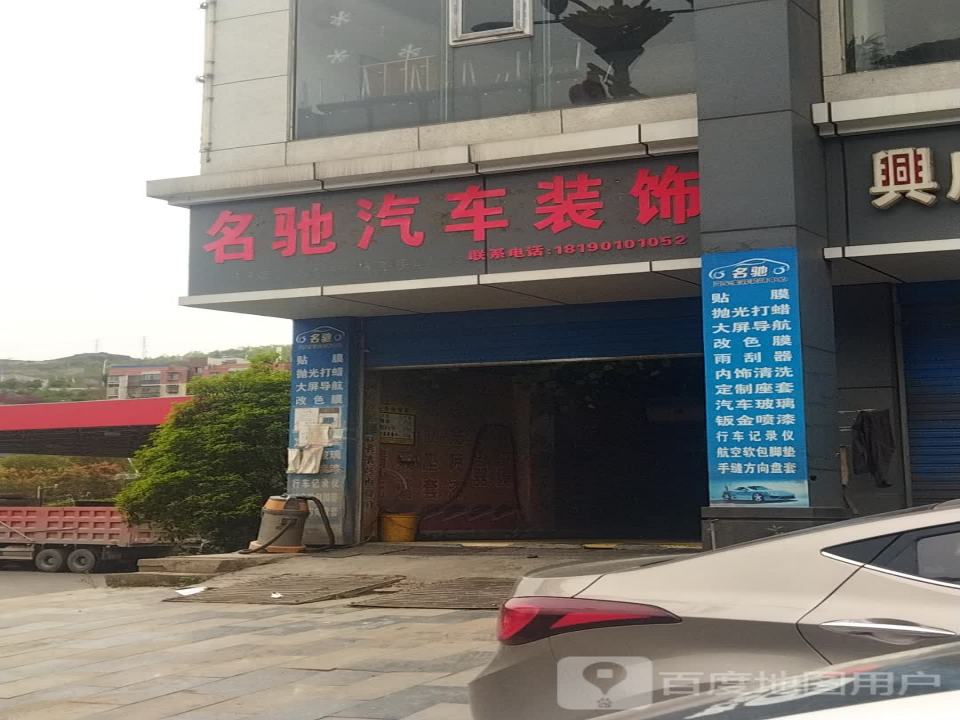 名驰汽车装饰
联系电话:18190101052
興
名驰
贴膜
抛光打蜡
大屏导航
改色膜
行车记录仪
名驰
贴膜
抛光打蜡
大屏导航
改色膜
雨刮器
内饰清洗
定制座套
汽车玻璃
钣金喷漆
行车记录仪
航空软包脚垫
手缝方向盘套
百度地图用户